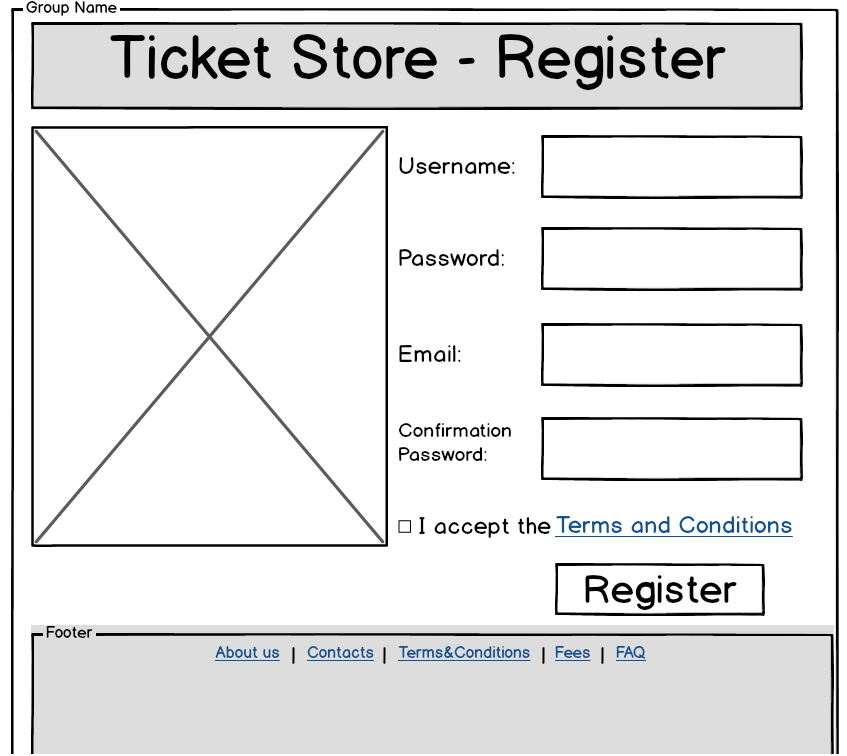 Group Name
Ticket Store - Register
Username:
Password:
Email:
Confirmation
Password:
I accept the Terms and Conditions
Register
Footer
About us | Contacts | Terms&Conditions | Fees | FAQ